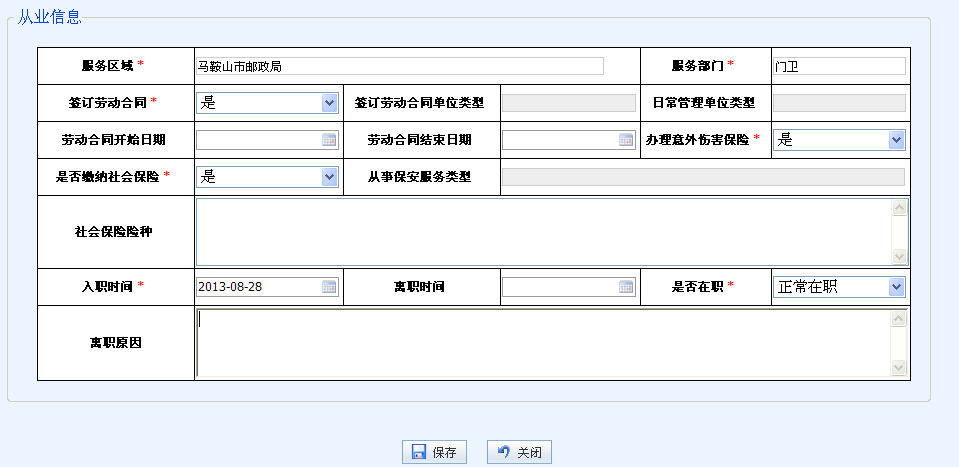 从业信息
服务区域 * 马鞍山市邮政局 服务部门 * 门卫
签订劳动合同 * 是 签订劳动合同单位类型 日常管理单位类型
劳动合同开始日期 劳动合同结束日期 办理意外伤害保险 * 是
是否缴纳社会保险 * 是 从事保安服务类型
社会保险险种
入职时间 * 2013-08-28 离职时间 是否在职 * 正常在职
离职原因
保存 关闭